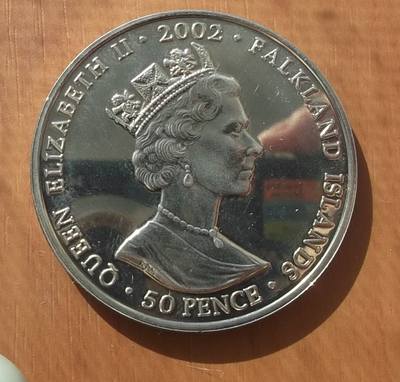 QUEEN ELIZABETH II · 2002 · FALKLAND ISLANDS
· 50 PENCE ·